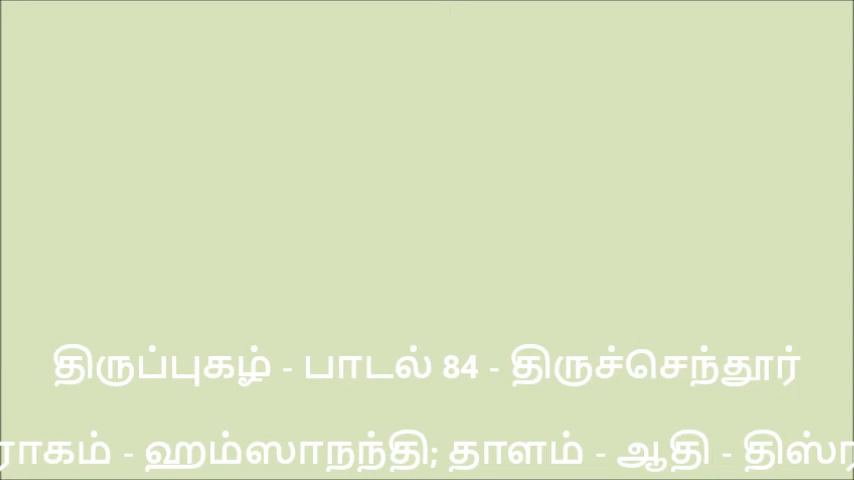 திருப்புகழ் - பாடல் 84 - திருச்செந்தூர்
ராகம் - ஹம்ஸாநந்தி; தாளம் - ஆதி - திஸ்ர